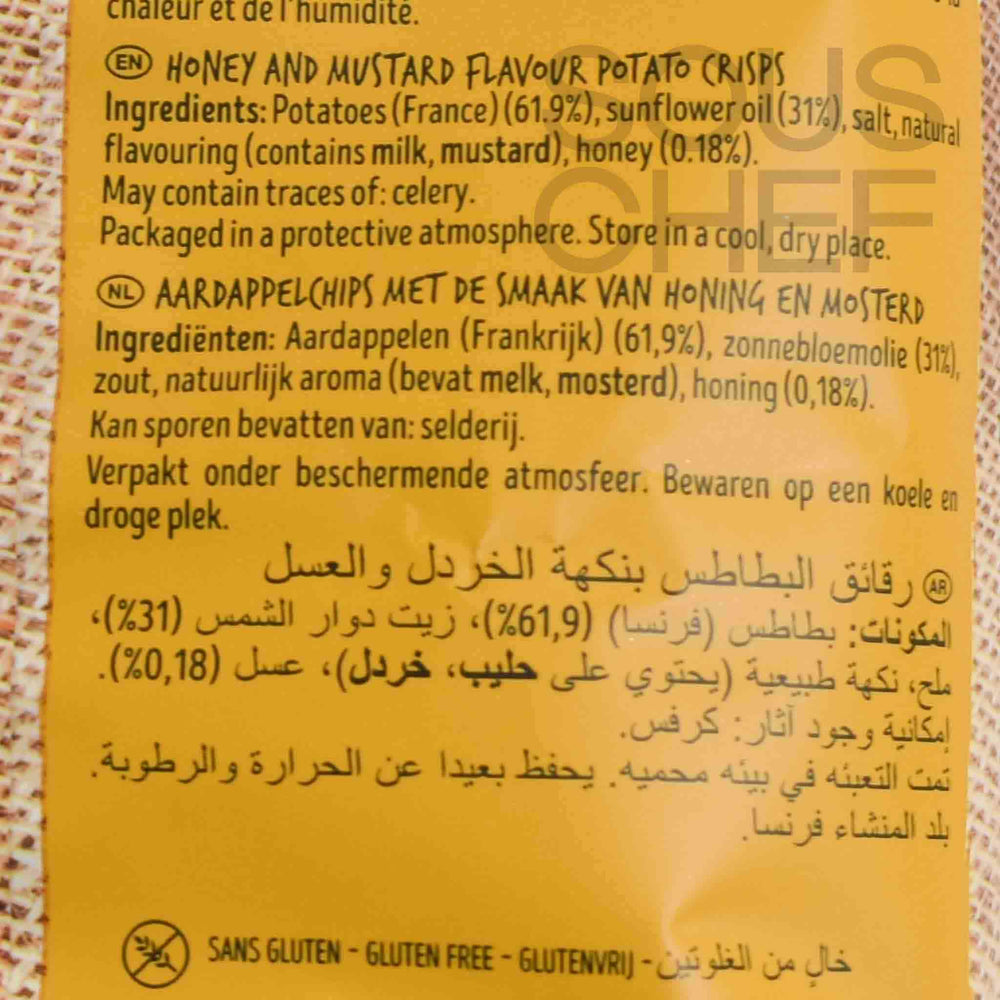 chaleur et de l'humidité.
EN HONEY AND MUSTARD FLAVOUR POTATO CRISPS
Ingredients: Potatoes (France) (61.9%), sunflower oil (31%), salt, natural
flavouring (contains milk, mustard), honey (0.18%).
May contain traces of: celery.
Packaged in a protective atmosphere. Store in a cool, dry place.
SOUS
CHEF
NL AARDAPPELCHIPS MET DE SMAAK VAN HONING EN MOSTERD
Ingrediënten: Aardappelen (Frankrijk) (61,9%), zonnebloemolie (31%),
zout, natuurlijk aroma (bevat melk, mosterd), honing (0,18%).
Kan sporen bevatten van: selderij.
Verpakt onder beschermende atmosfeer. Bewaren op een koele en
droge plek.
AR رقائق البطاطس بنكهة الخردل والعسل
المكونات: بطاطس (فرنسا) (61,9%)، زيت دوار الشمس (31%)،
ملح، نكهة طبيعية (يحتوي على حليب، خردل)، عسل (0,18%).
إمكانية وجود آثار: كرفس.
تمت التعبئه في بيئه محميه. يحفظ بعيدا عن الحرارة والرطوبة.
بلد المنشاء فرنسا.
SANS GLUTEN - GLUTEN FREE - GLUTENVRIJ - خالٍ من الغلوتين